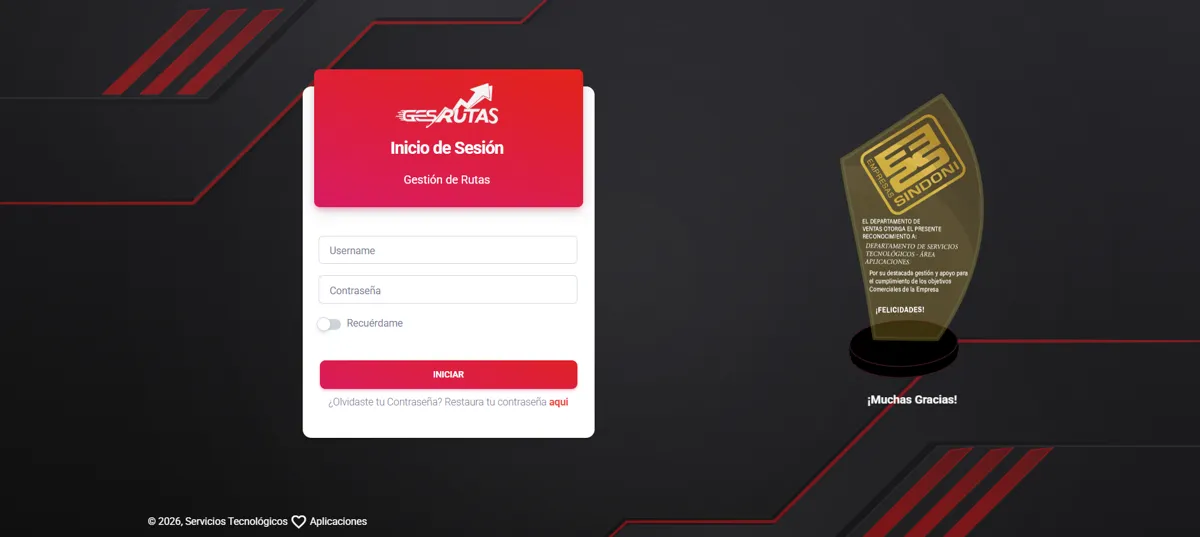 GESRUTAS
Inicio de Sesión
Gestión de Rutas
Username
Contraseña
Recuérdame
INICIAR
¿Olvidaste tu Contraseña? Restaura tu contraseña aquí
EMPRESAS
SINDONI
EL DEPARTAMENTO DE
VENTAS OTORGA EL PRESENTE
RECONOCIMIENTO A:
DEPARTAMENTO DE SERVICIOS
TECNOLÓGICOS - ÁREA
APLICACIONES
Por su destacada gestión y apoyo para
el cumplimiento de los objetivos
Comerciales de la Empresa
¡FELICIDADES!
¡Muchas Gracias!
© 2026, Servicios Tecnológicos Aplicaciones